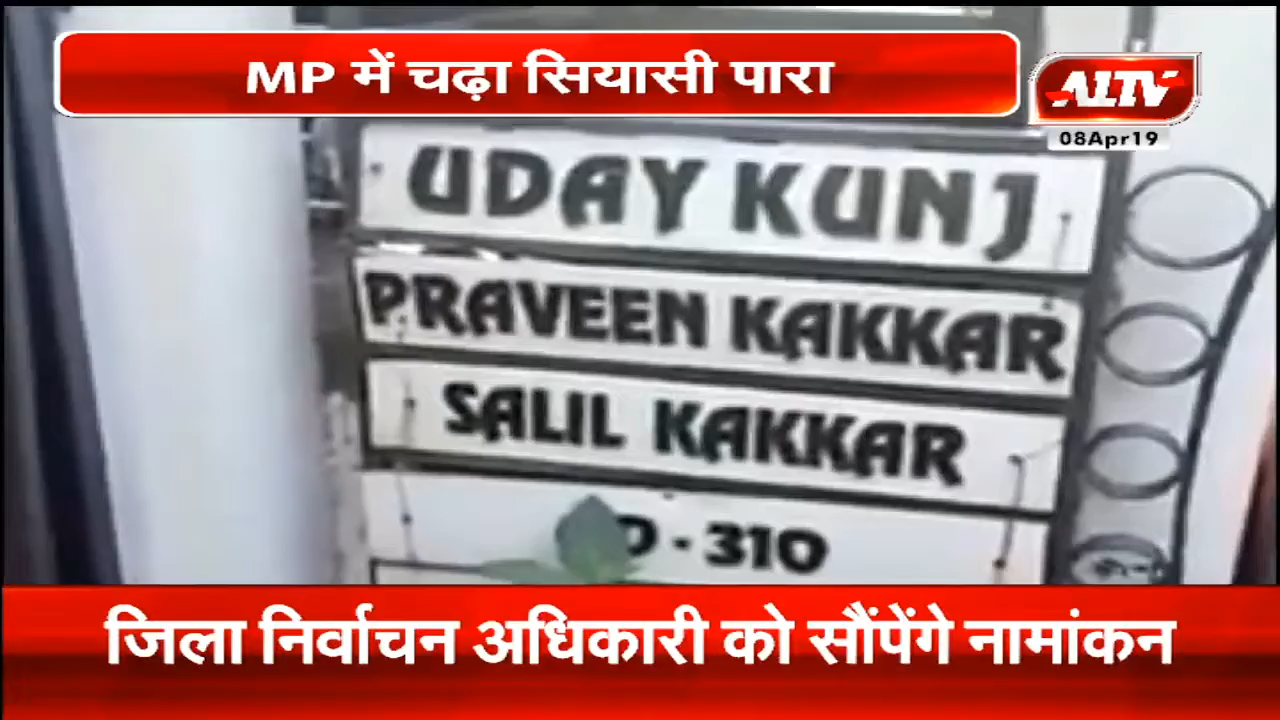 MP में चढ़ा सियासी पारा
ALTV
08Apr19
UDAY KUNJ
PRAVEEN KAKKAR
SALIL KAKKAR
D - 310
जिला निर्वाचन अधिकारी को सौंपेंगे नामांकन